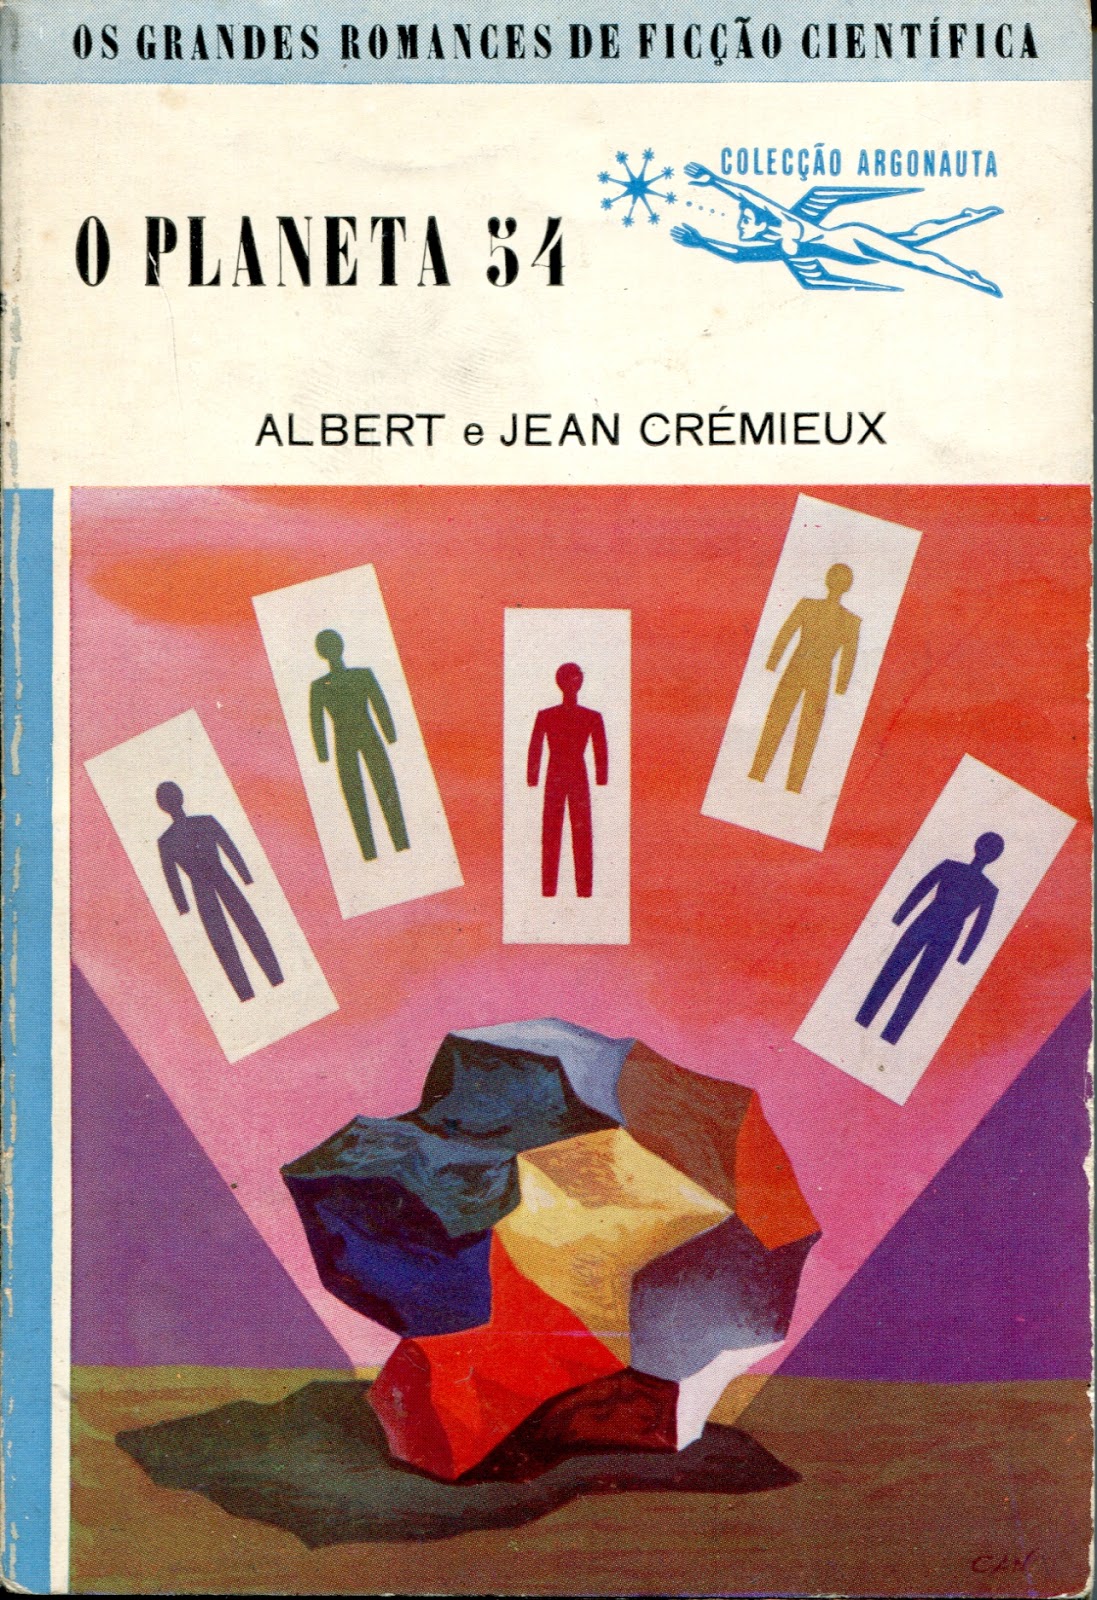 OS GRANDES ROMANCES DE FICÇÃO CIENTÍFICA
COLECÇÃO ARGONAUTA
O PLANETA 54
ALBERT e JEAN CRÉMIEUX